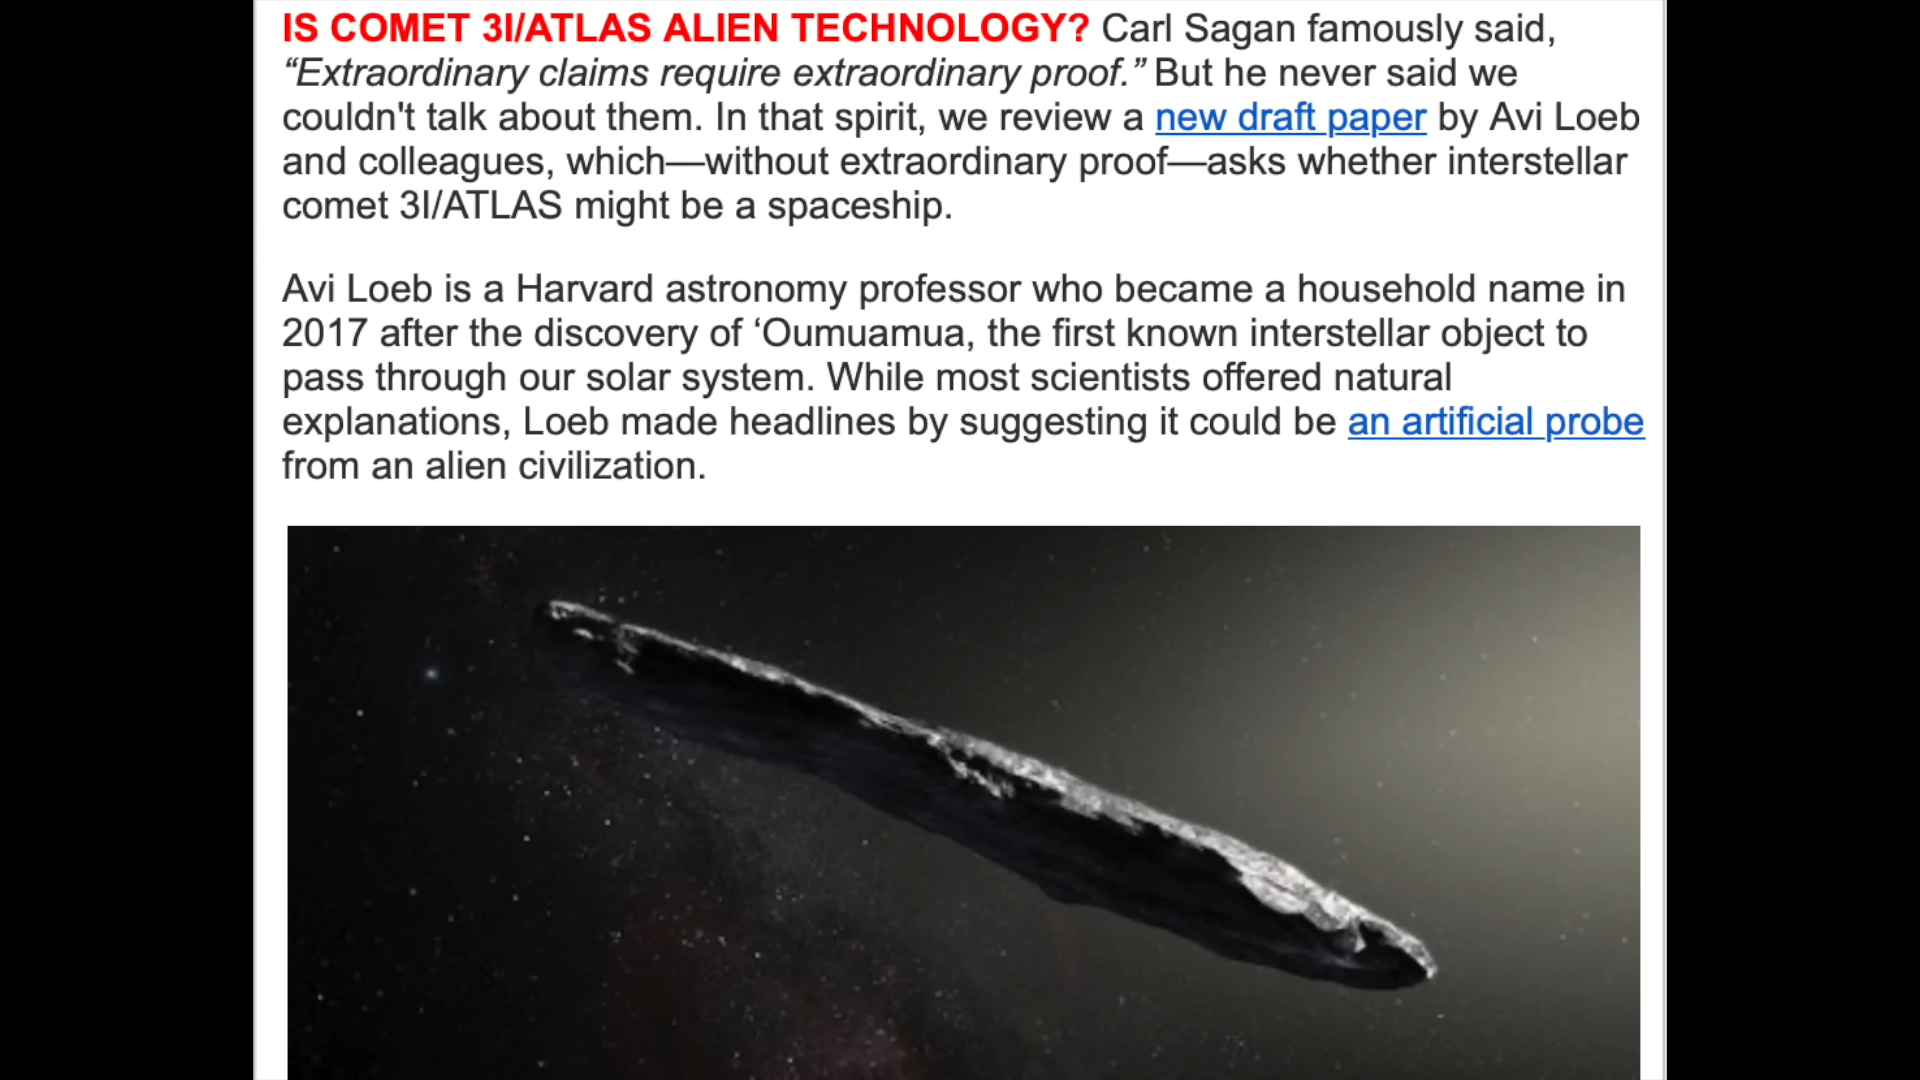 IS COMET 3I/ATLAS ALIEN TECHNOLOGY? Carl Sagan famously said,
“Extraordinary claims require extraordinary proof.” But he never said we
couldn't talk about them. In that spirit, we review a new draft paper by Avi Loeb
and colleagues, which—without extraordinary proof—asks whether interstellar
comet 3I/ATLAS might be a spaceship.
Avi Loeb is a Harvard astronomy professor who became a household name in
2017 after the discovery of ‘Oumuamua, the first known interstellar object to
pass through our solar system. While most scientists offered natural
explanations, Loeb made headlines by suggesting it could be an artificial probe
from an alien civilization.